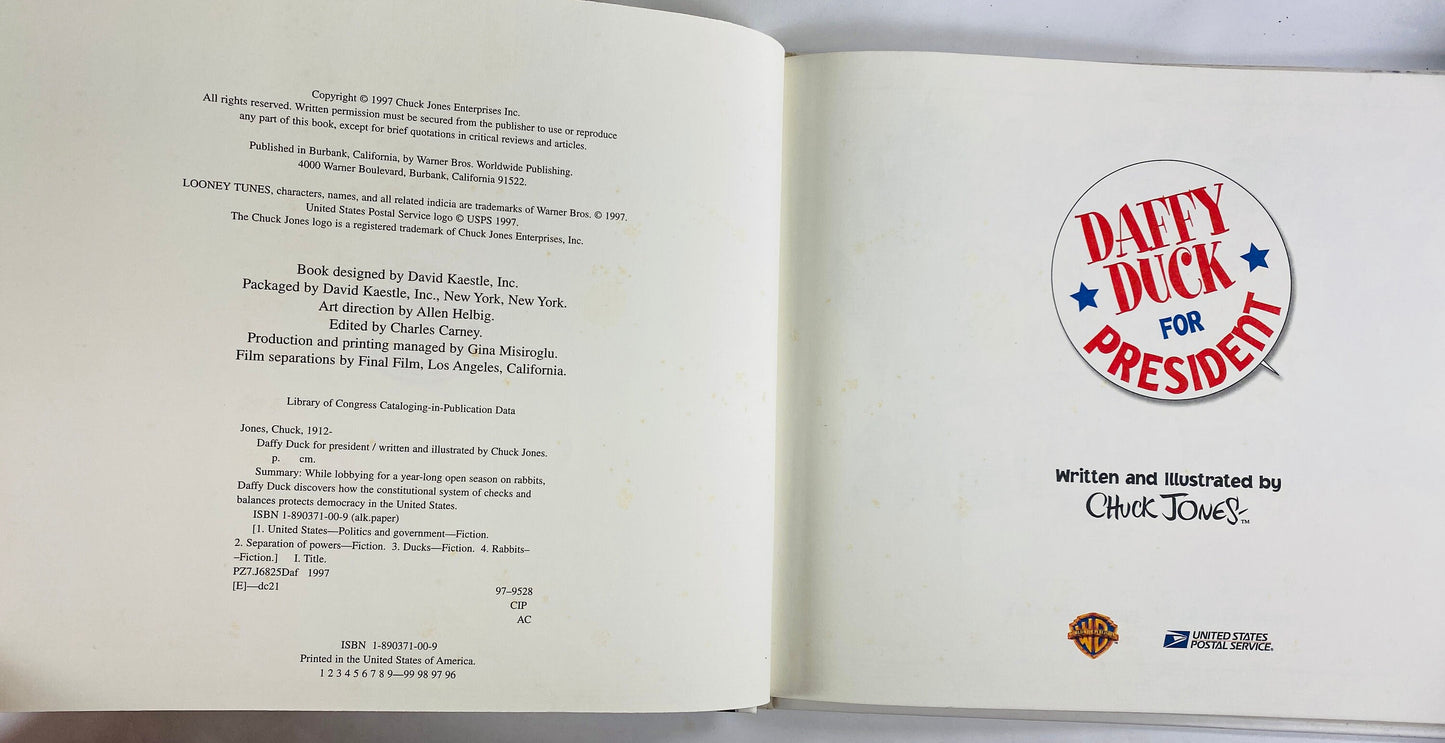 Copyright © 1997 Chuck Jones Enterprises Inc.
All rights reserved. Written permission must be secured from the publisher to use or reproduce
any part of this book, except for brief quotations in critical reviews and articles.
Published in Burbank, California, by Warner Bros. Worldwide Publishing.
4000 Warner Boulevard, Burbank, California 91522.
LOONEY TUNES, characters, names, and all related indicia are trademarks of Warner Bros. © 1997.
United States Postal Service logo © USPS 1997.
The Chuck Jones logo is a registered trademark of Chuck Jones Enterprises, Inc.
Book designed by David Kaestle, Inc.
Packaged by David Kaestle, Inc., New York, New York.
Art direction by Allen Helbig.
Edited by Charles Carney.
Production and printing managed by Gina Misiroglu.
Film separations by Final Film, Los Angeles, California.
Library of Congress Cataloging-in-Publication Data
Jones, Chuck, 1912-
Daffy Duck for president / written and illustrated by Chuck Jones.
p. cm.
Summary: While lobbying for a year-long open season on rabbits,
Daffy Duck discovers how the constitutional system of checks and
balances protects democracy in the United States.
ISBN 1-890371-00-9 (alk.paper)
[1. United States—Politics and government—Fiction.
2. Separation of powers—Fiction. 3. Ducks—Fiction. 4. Rabbits–
–Fiction.] I. Title.
PZ7.J6825Daf 1997
[E]—dc21
97–9528
CIP
AC
ISBN 1-890371-00-9
Printed in the United States of America.
1 2 3 4 5 6 7 8 9—99 98 97 96
DAFFY
DUCK
FOR
PRESIDENT
Written and Illustrated by
CHUCK JONES™
WB
UNITED STATES
POSTAL SERVICE.